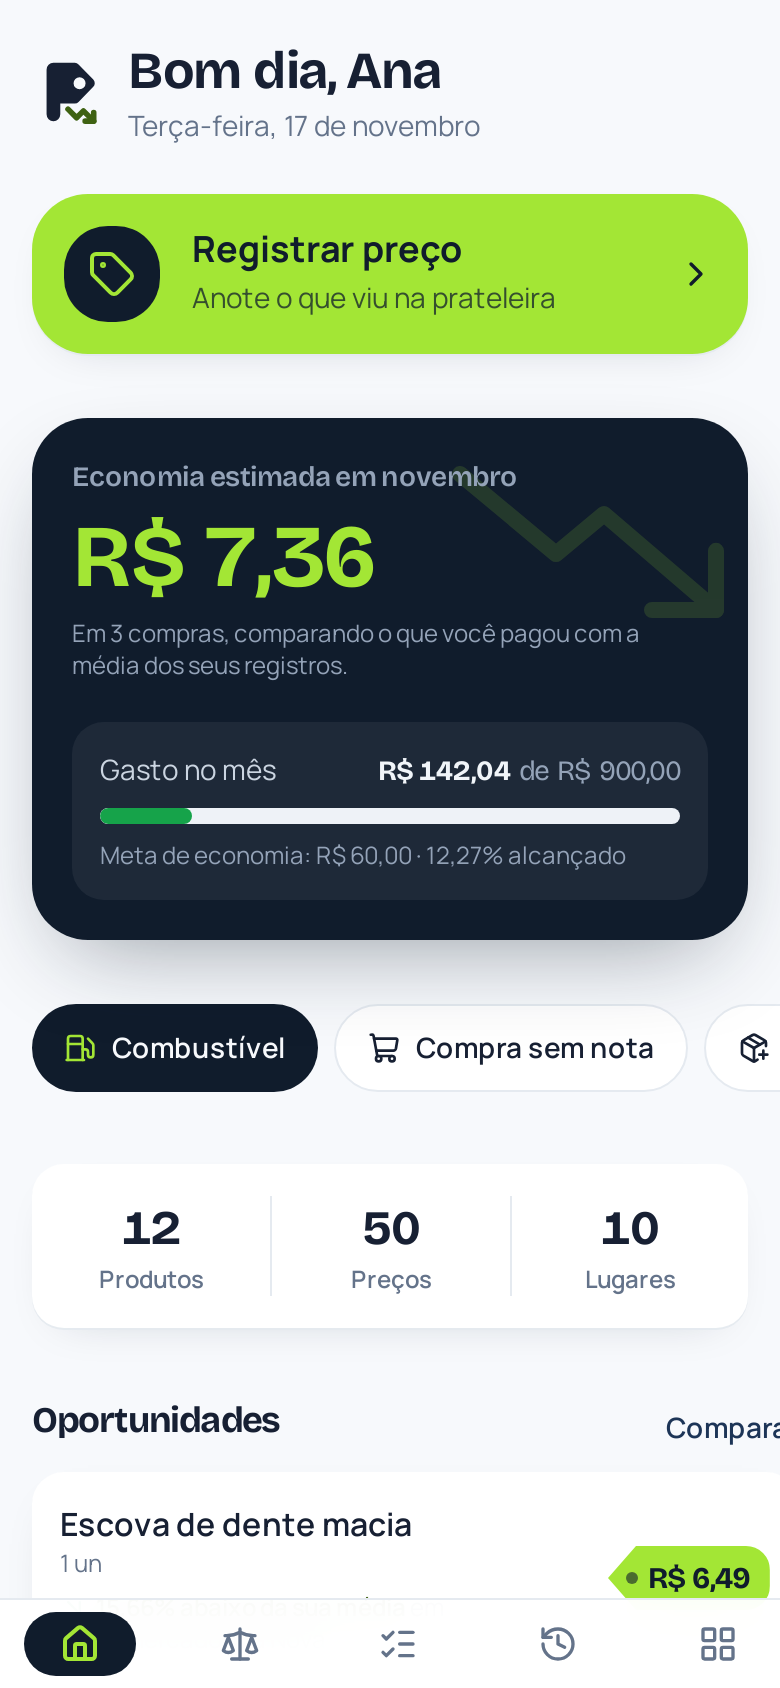 Bom dia, Ana
Terça-feira, 17 de novembro
Registrar preço
Anote o que viu na prateleira
Economia estimada em novembro
R$ 7,36
Em 3 compras, comparando o que você pagou com a
média dos seus registros.
Gasto no mês R$ 142,04 de R$ 900,00
Meta de economia: R$ 60,00 · 12,27% alcançado
Combustível Compra sem nota
12 50 10
Produtos Preços Lugares
Oportunidades
Escova de dente macia
1 un
R$ 6,49